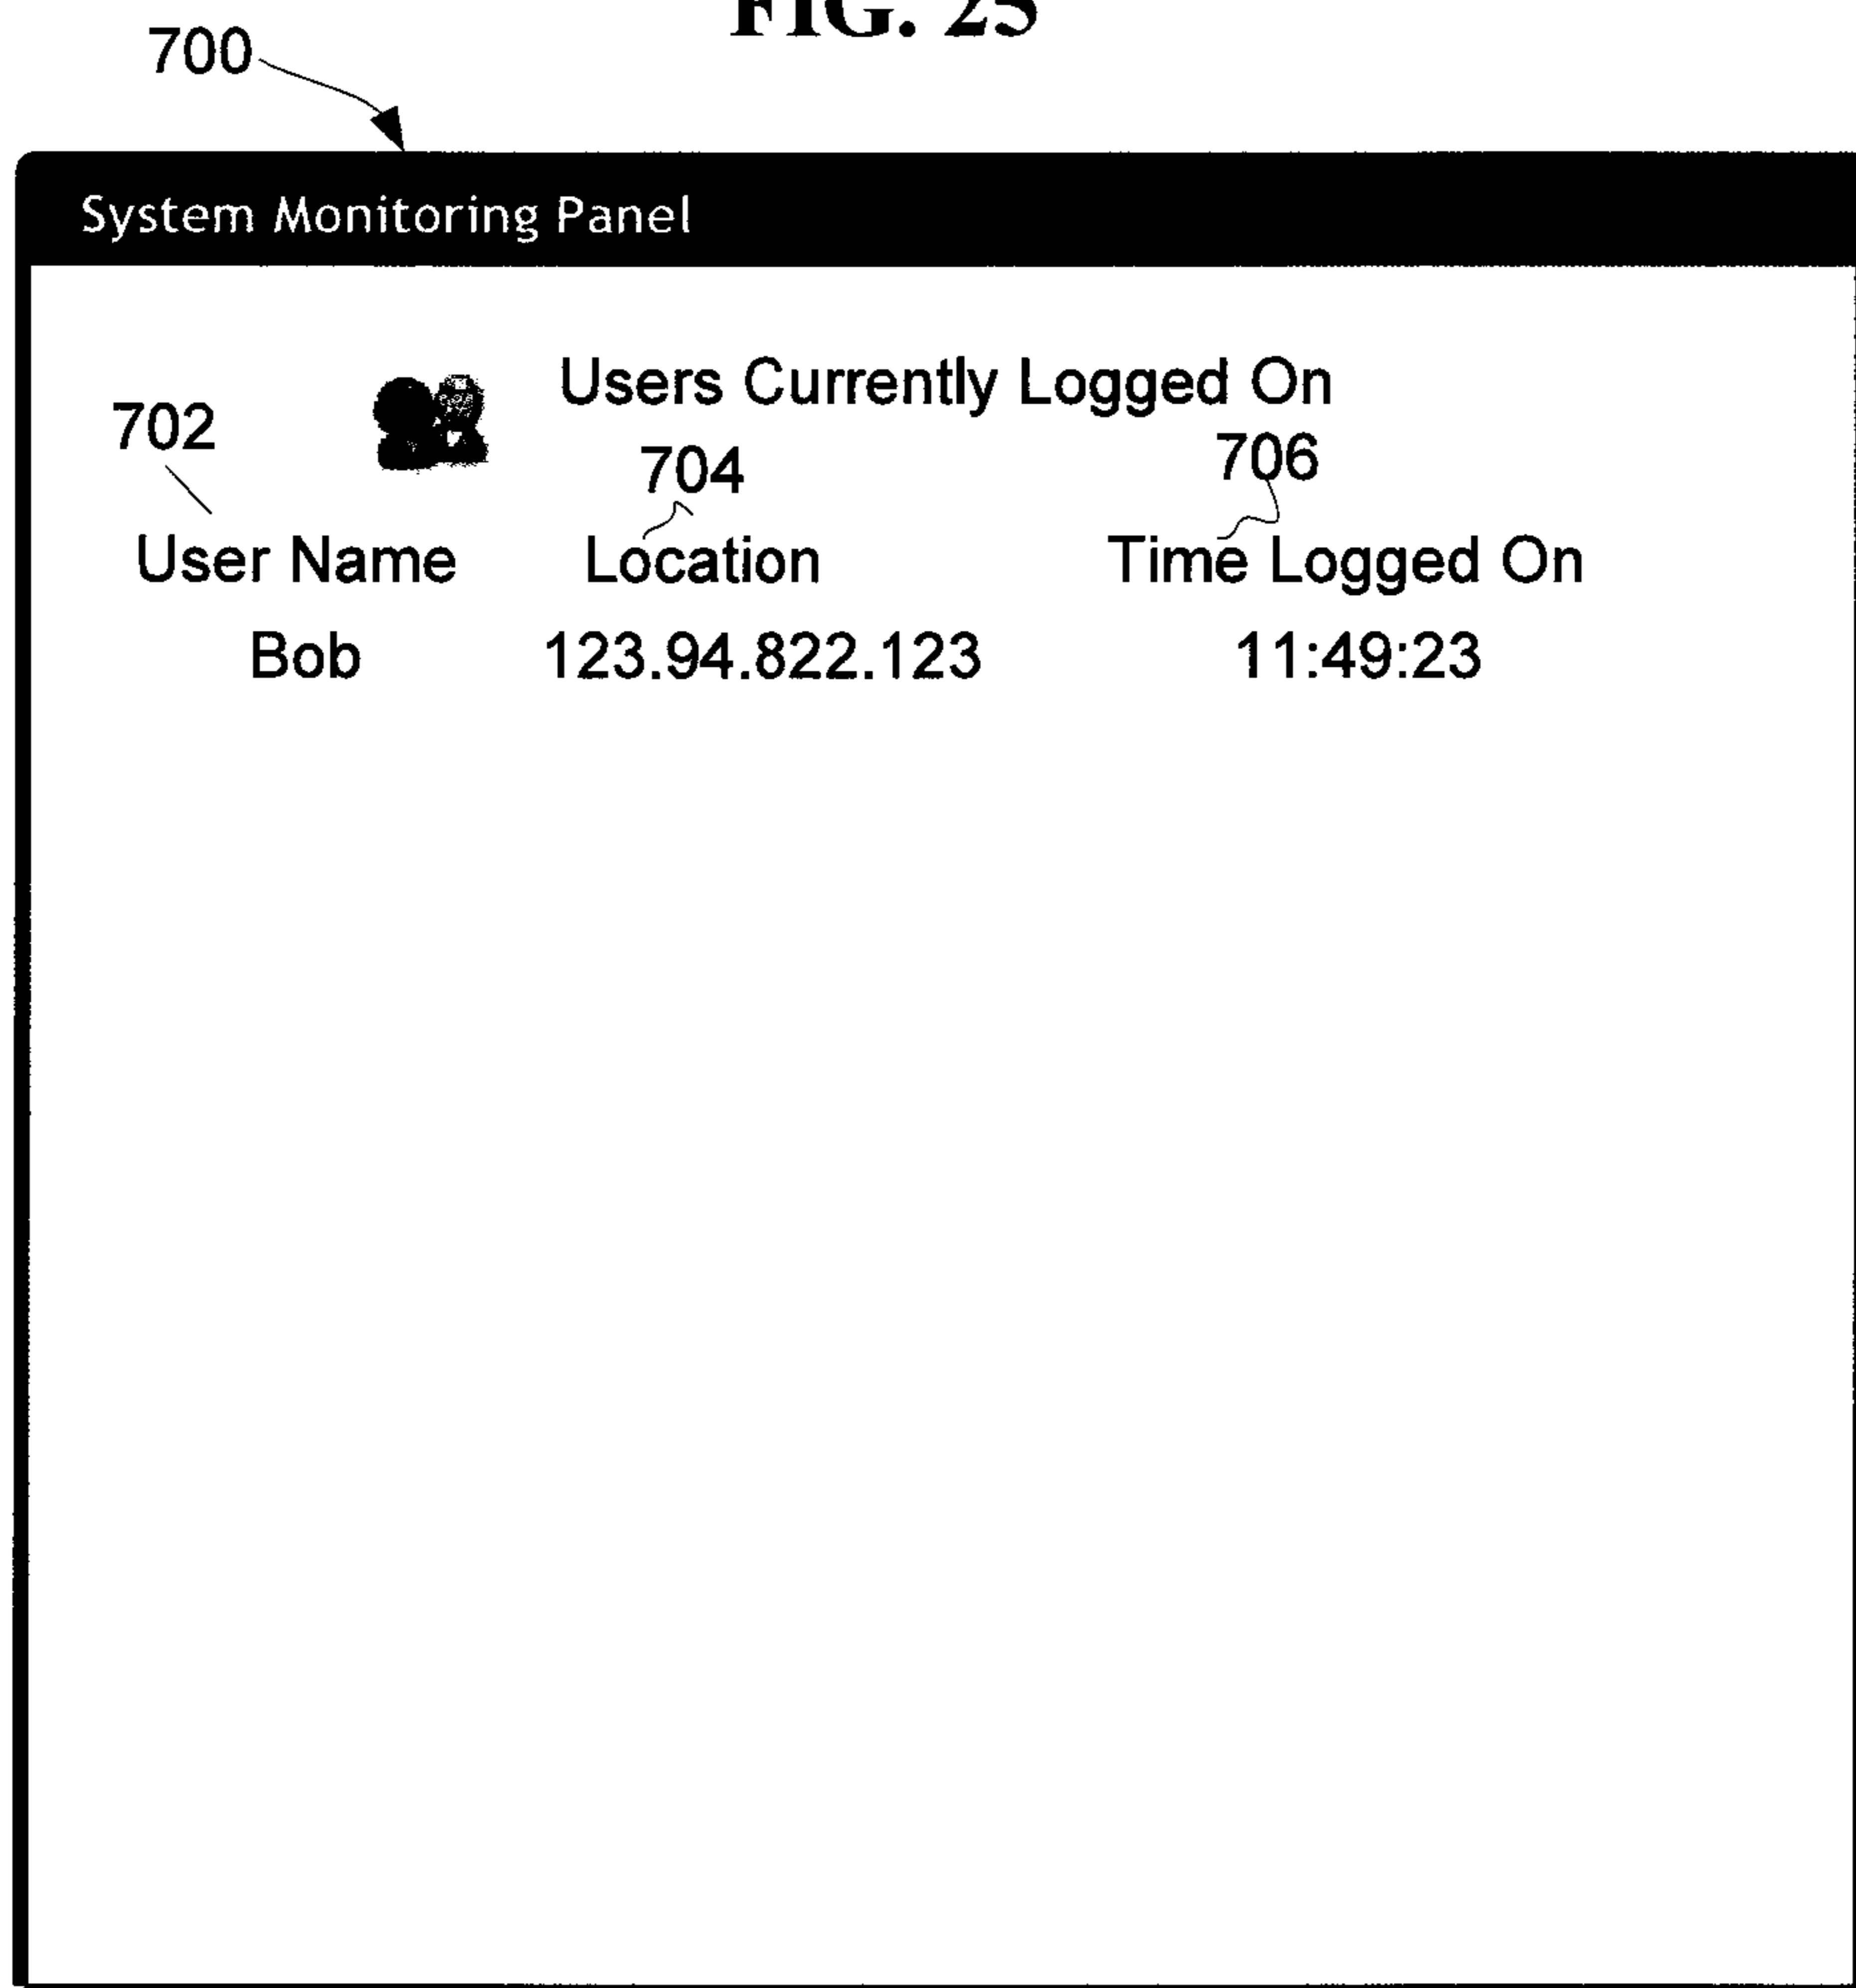 FIG. 25
700
System Monitoring Panel
Users Currently Logged On
702
704
706
User Name Location Time Logged On
Bob 123.94.822.123 11:49:23